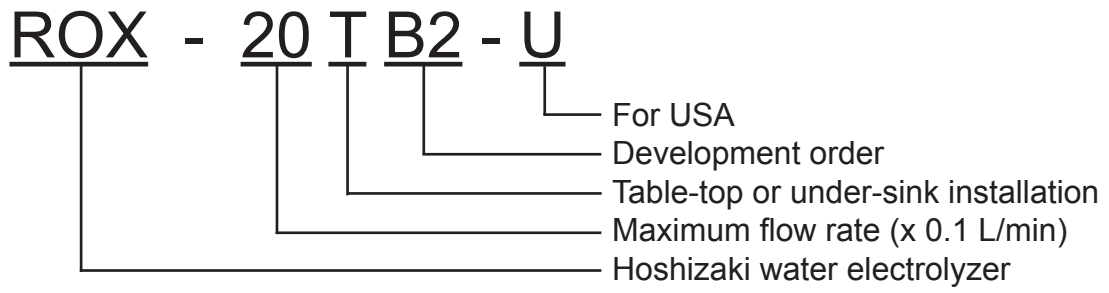 ROX - 20 T B2 - U
For USA
Development order
Table-top or under-sink installation
Maximum flow rate (x 0.1 L/min)
Hoshizaki water electrolyzer